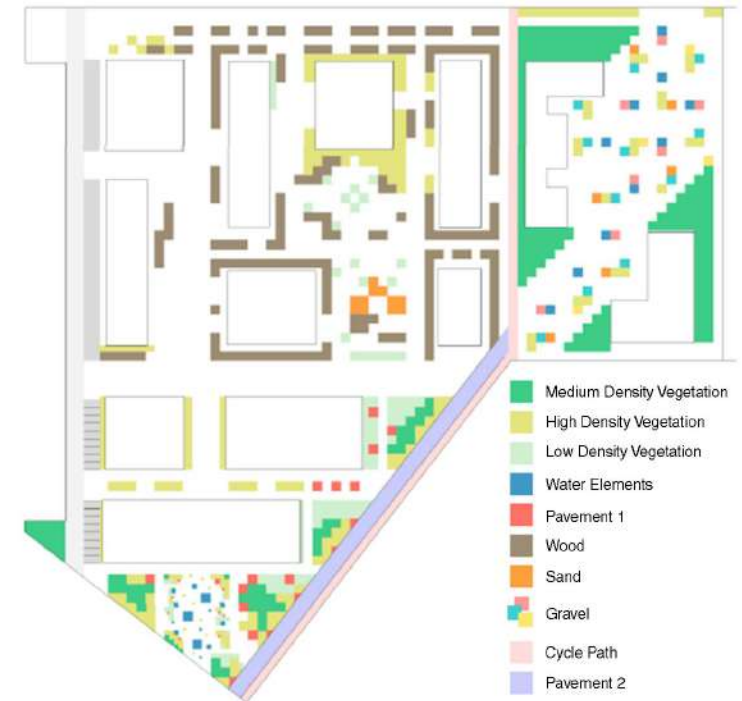 Medium Density Vegetation
High Density Vegetation
Low Density Vegetation
Water Elements
Pavement 1
Wood
Sand
Gravel
Cycle Path
Pavement 2